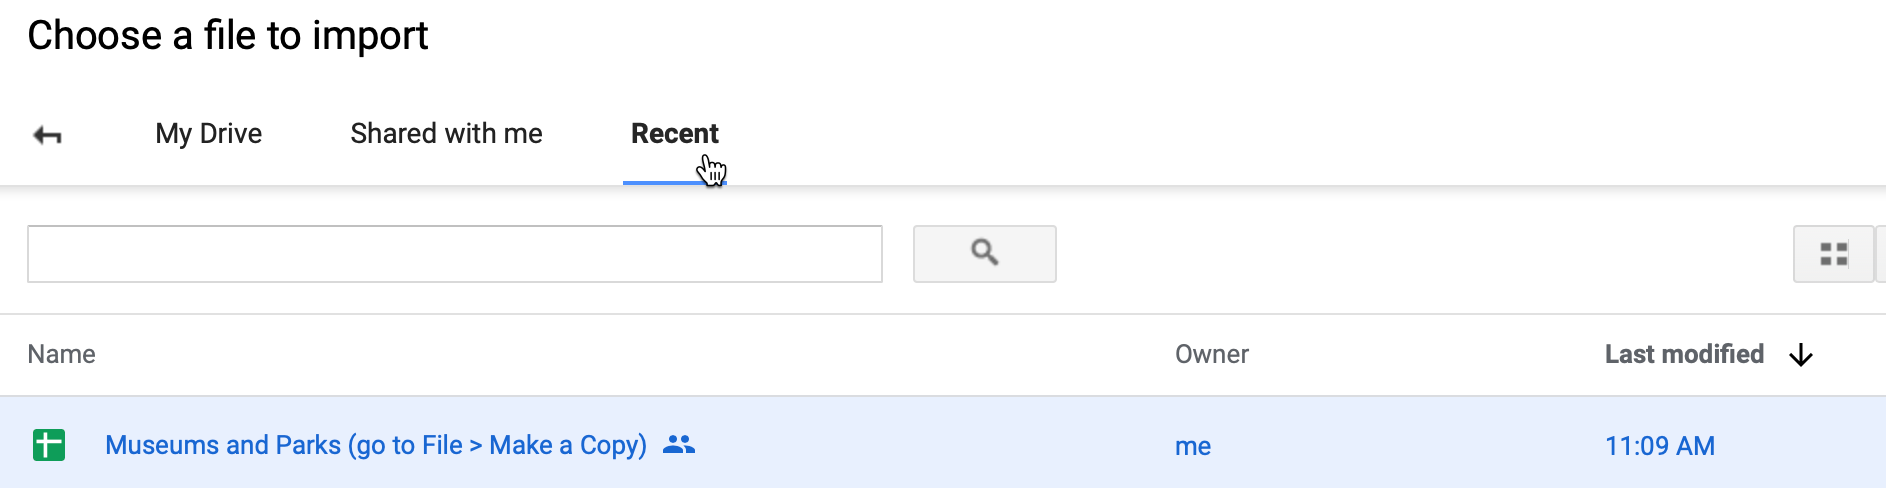 Choose a file to import
My Drive Shared with me Recent
Name Owner Last modified
Museums and Parks (go to File > Make a Copy) me 11:09 AM